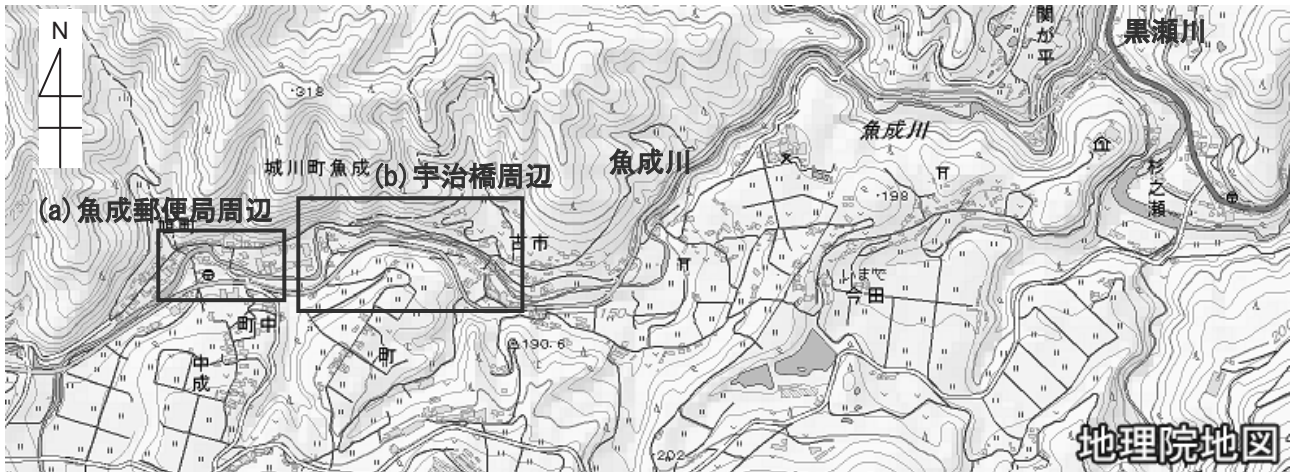 N
関が平
黒瀬川
・318
魚成川
城川町魚成
魚成川
(b)宇治橋周辺
(a)魚成郵便局周辺
杉之瀬
・198
古市
いまで
今田
町中
190.6
町
中成
202
地理院地図